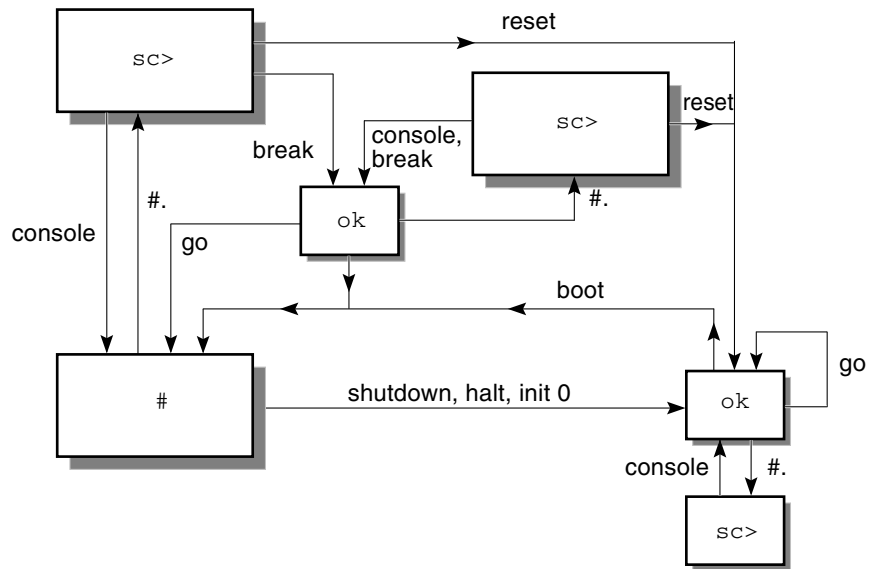 reset
sc>
reset
sc>
console,
break
break
#.
#.
ok
console
go
boot
#
shutdown, halt, init 0
ok
go
console
#.
sc>